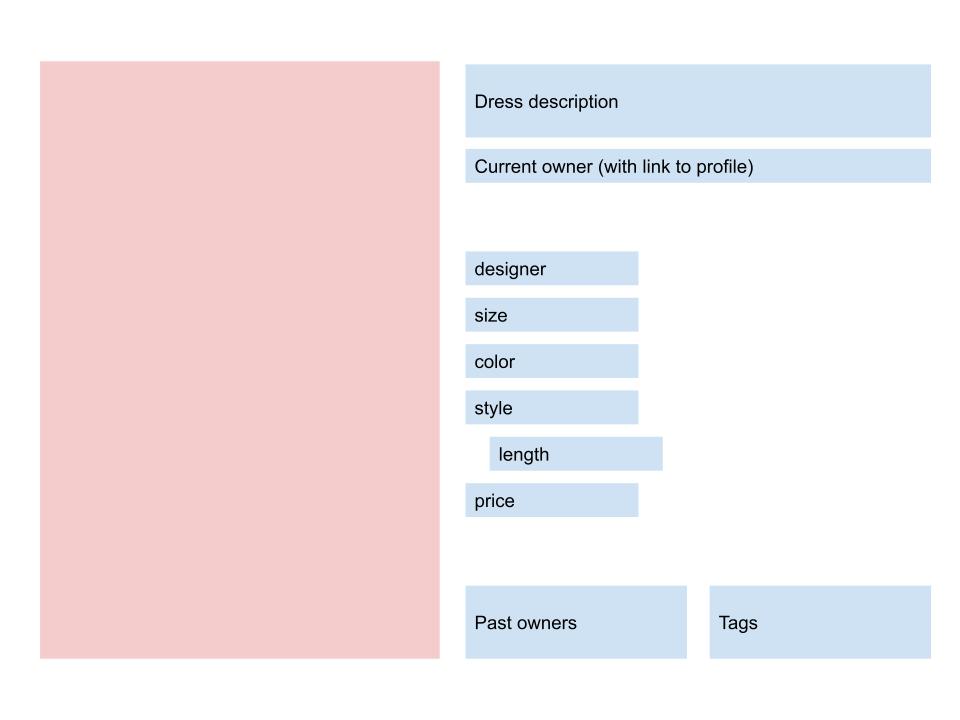 Dress description
Current owner (with link to profile)
designer
size
color
style
length
price
Past owners
Tags